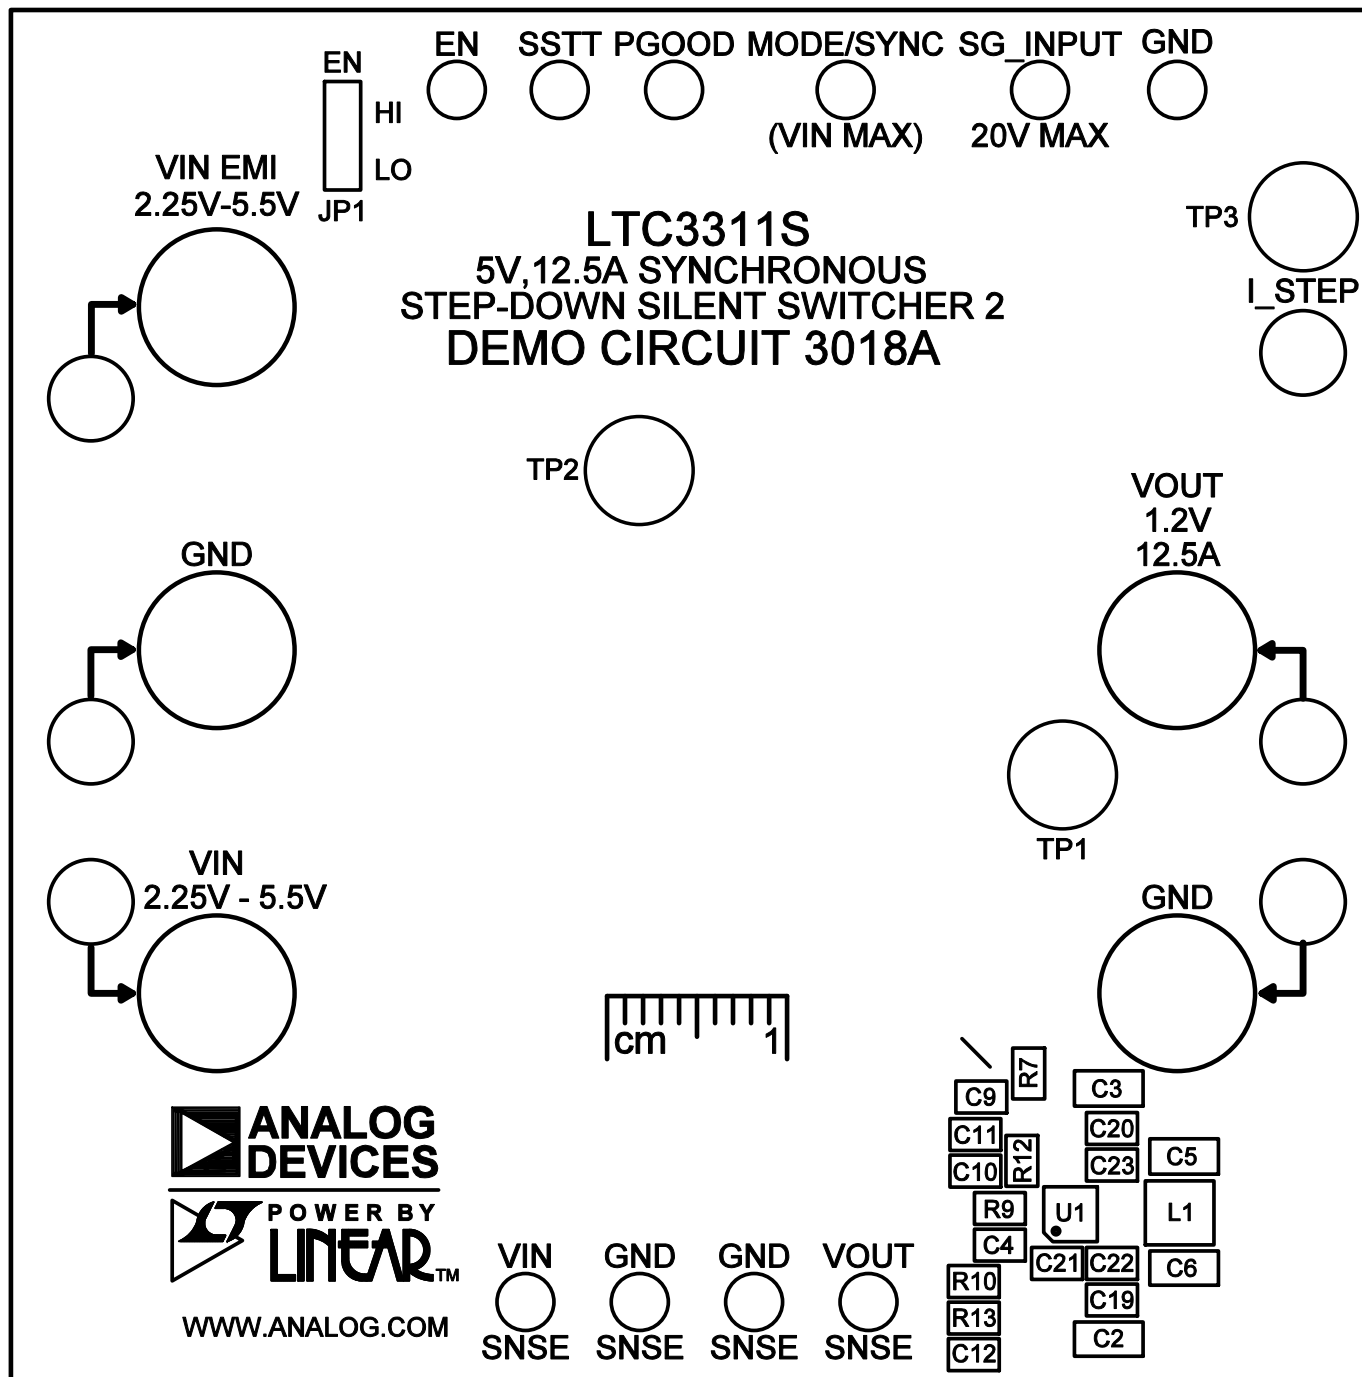 EN SSTT PGOOD MODE/SYNC SG_INPUT GND
(VIN MAX) 20V MAX
EN
HI
LO
JP1
VIN EMI
2.25V-5.5V
LTC3311S
5V,12.5A SYNCHRONOUS
STEP-DOWN SILENT SWITCHER 2
DEMO CIRCUIT 3018A
TP3
I_STEP
TP2
VOUT
1.2V
12.5A
GND
TP1
VIN
2.25V - 5.5V
GND
cm 1
R7
C3
C9
C11
C20
C10
R12
C23
C5
R9
U1
L1
C4
C21
C22
C6
R10
C19
R13
C2
C12
ANALOG
DEVICES
POWER BY
LINEAR™
WWW.ANALOG.COM
VIN GND GND VOUT
SNSE SNSE SNSE SNSE